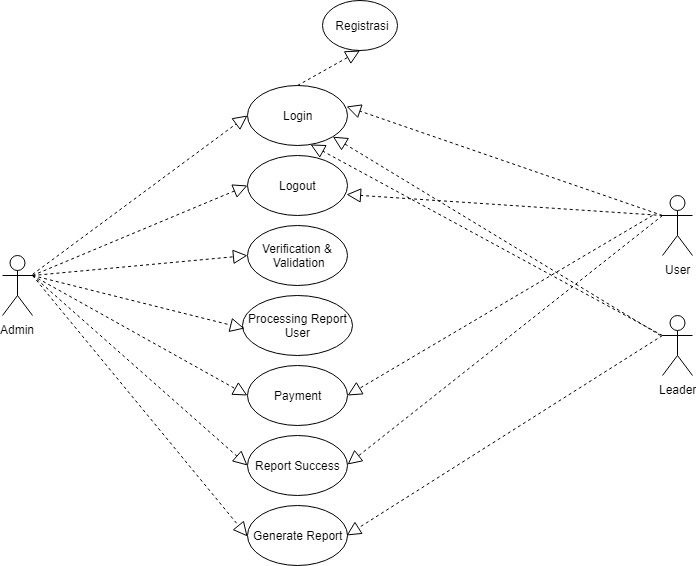 Registrasi
Login
Logout
Verification &
Validation
Processing Report
User
Payment
Report Success
Generate Report
Admin
User
Leader